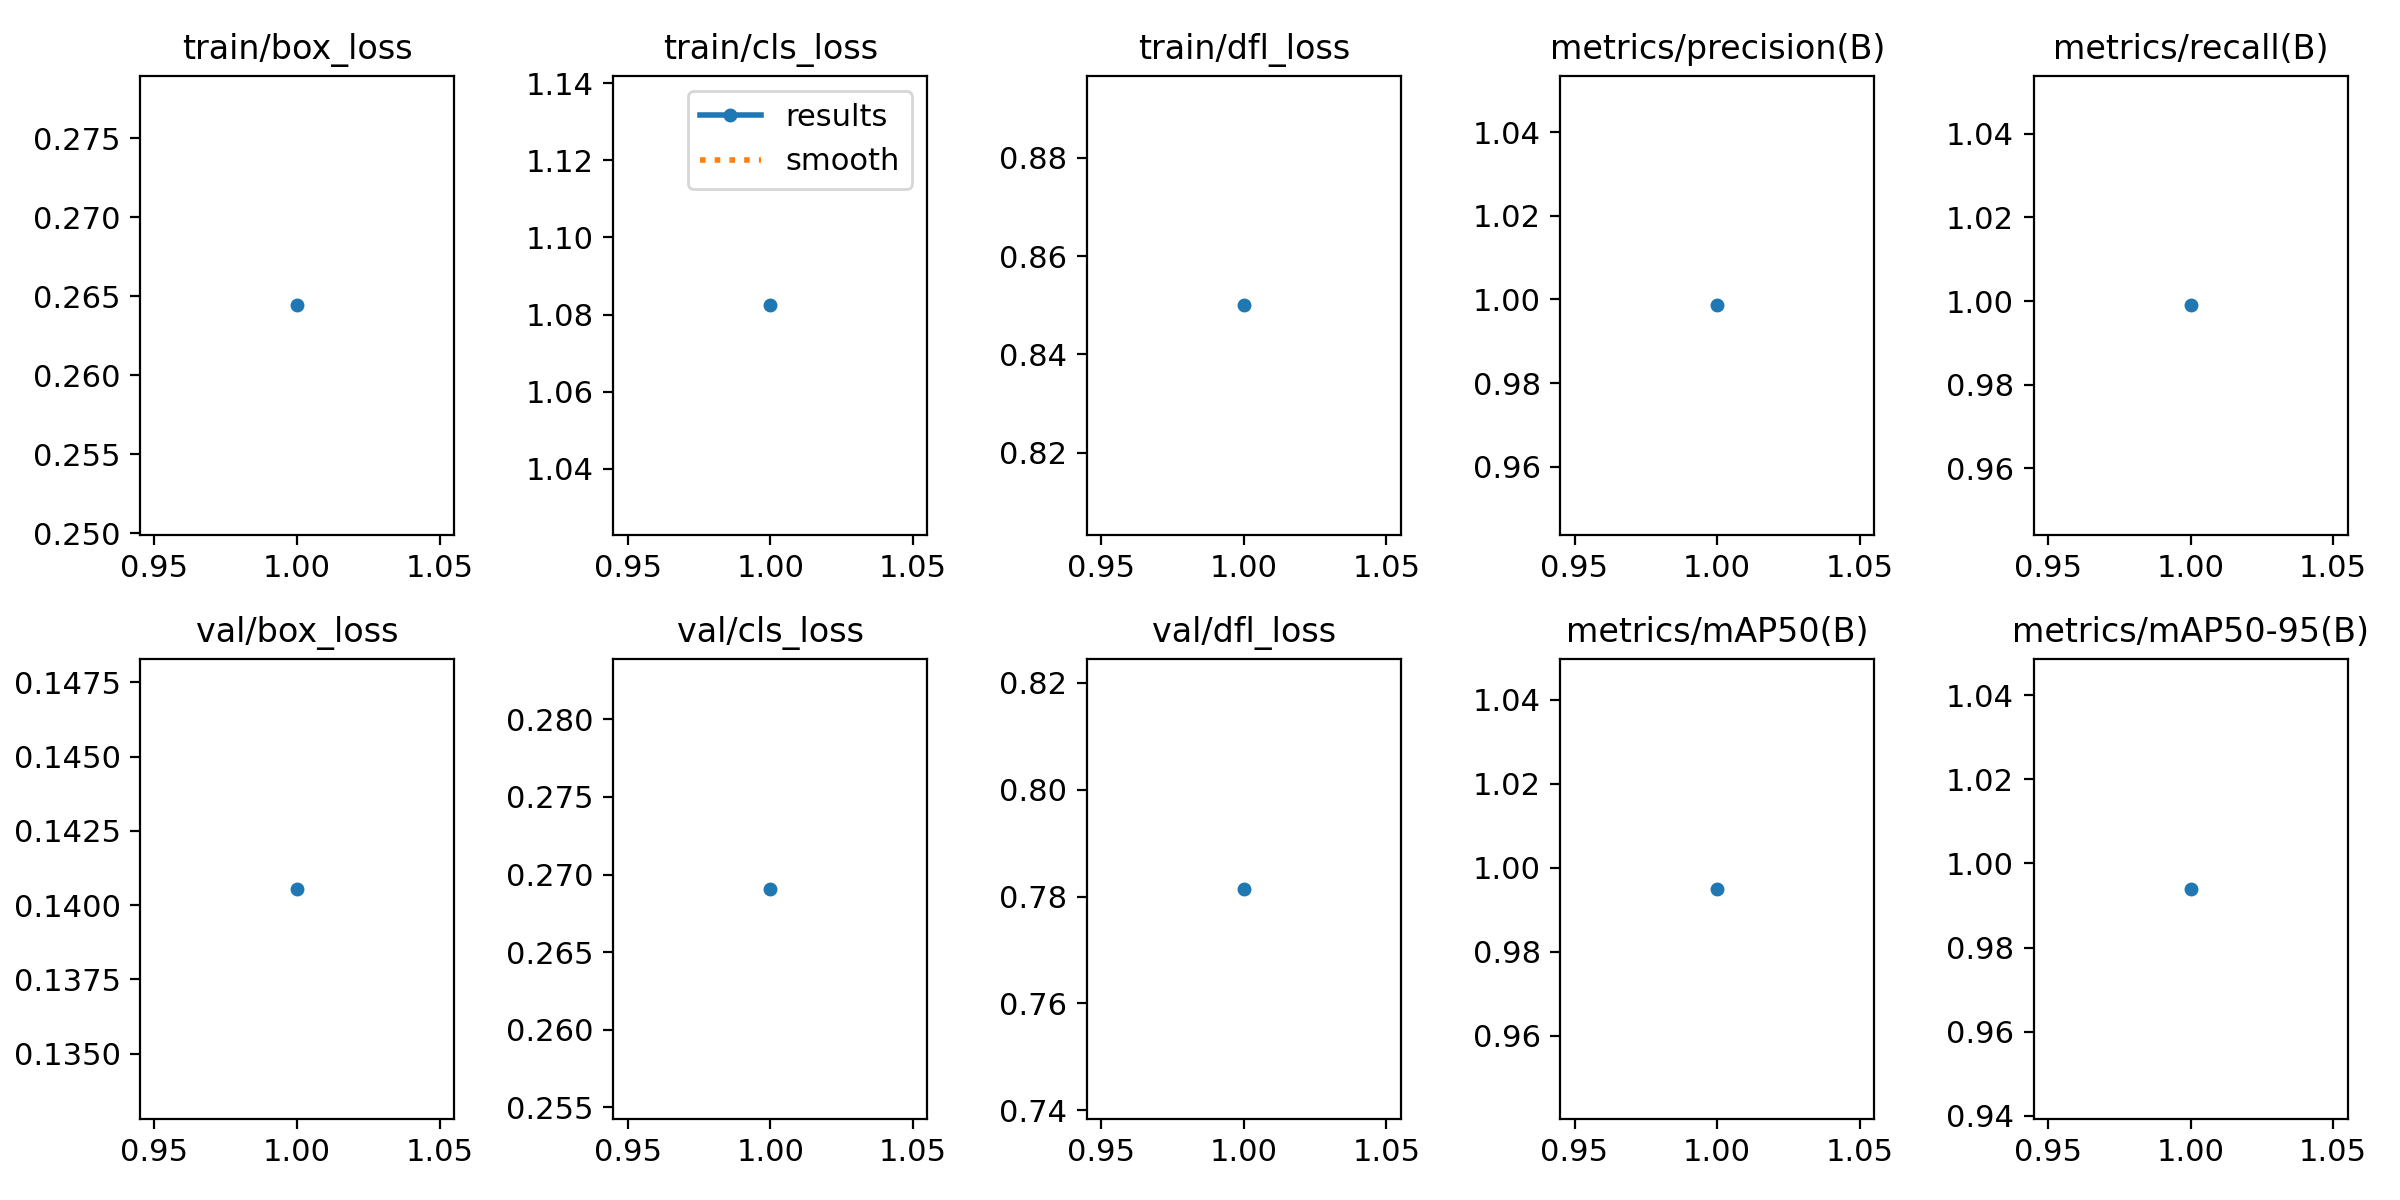 train/box_loss
0.275
0.270
0.265
0.260
0.255
0.250
0.95 1.00 1.05
train/cls_loss
1.14
1.12
1.10
1.08
1.06
1.04
results
smooth
0.95 1.00 1.05
train/dfl_loss
0.88
0.86
0.84
0.82
0.95 1.00 1.05
metrics/precision(B)
1.04
1.02
1.00
0.98
0.96
0.95 1.00 1.05
metrics/recall(B)
1.04
1.02
1.00
0.98
0.96
0.95 1.00 1.05
val/box_loss
0.1475
0.1450
0.1425
0.1400
0.1375
0.1350
0.95 1.00 1.05
val/cls_loss
0.280
0.275
0.270
0.265
0.260
0.255
0.95 1.00 1.05
val/dfl_loss
0.82
0.80
0.78
0.76
0.74
0.95 1.00 1.05
metrics/mAP50(B)
1.04
1.02
1.00
0.98
0.96
0.95 1.00 1.05
metrics/mAP50-95(B)
1.04
1.02
1.00
0.98
0.96
0.94
0.95 1.00 1.05